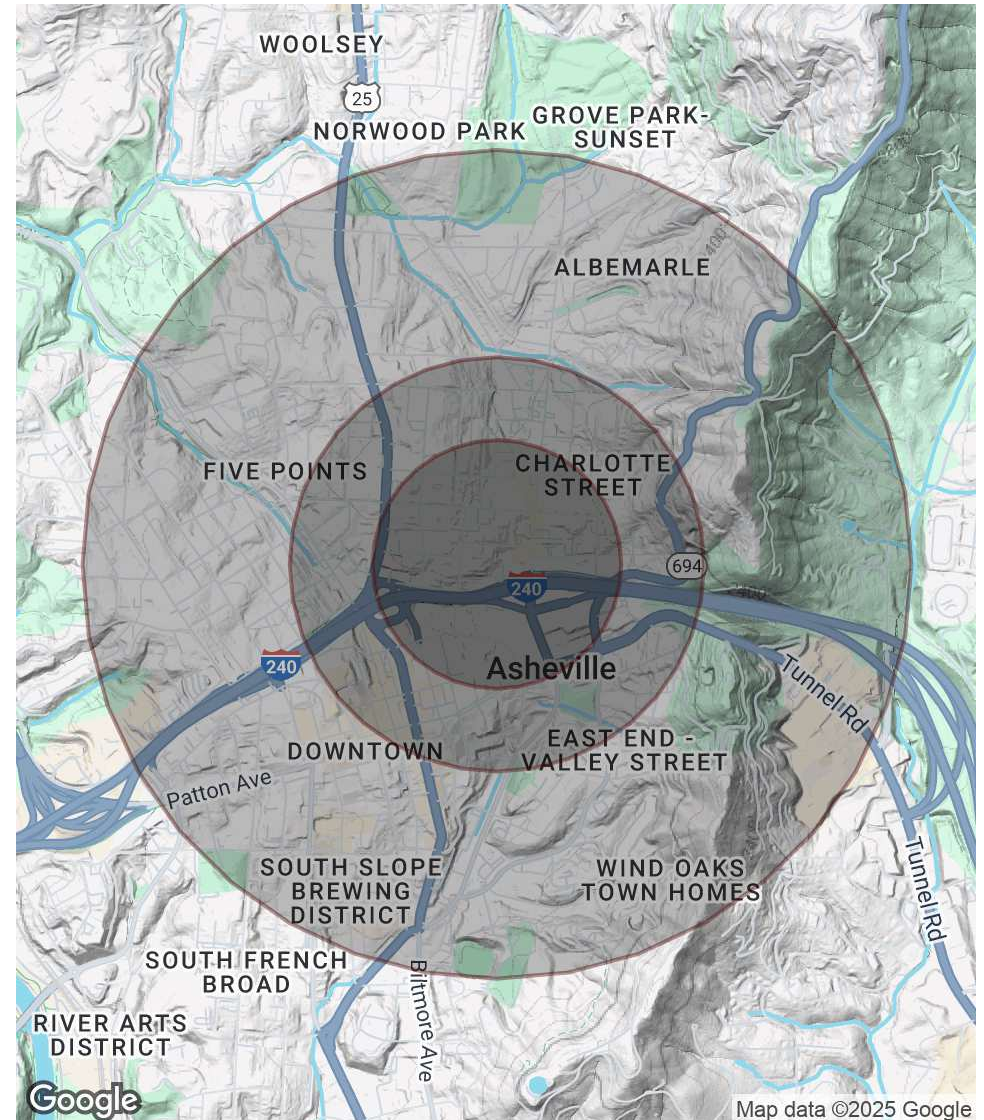 WOOLSEY
25
NORWOOD PARK
GROVE PARK-
SUNSET
ALBEMARLE
FIVE POINTS
CHARLOTTE
STREET
694
240
240
Asheville
Tunnel Rd
DOWNTOWN
EAST END -
VALLEY STREET
Patton Ave
SOUTH SLOPE
BREWING
DISTRICT
WIND OAKS
TOWN HOMES
Tunnel Rd
SOUTH FRENCH
BROAD
Biltmore Ave
RIVER ARTS
DISTRICT
Google
Map data ©2025 Google